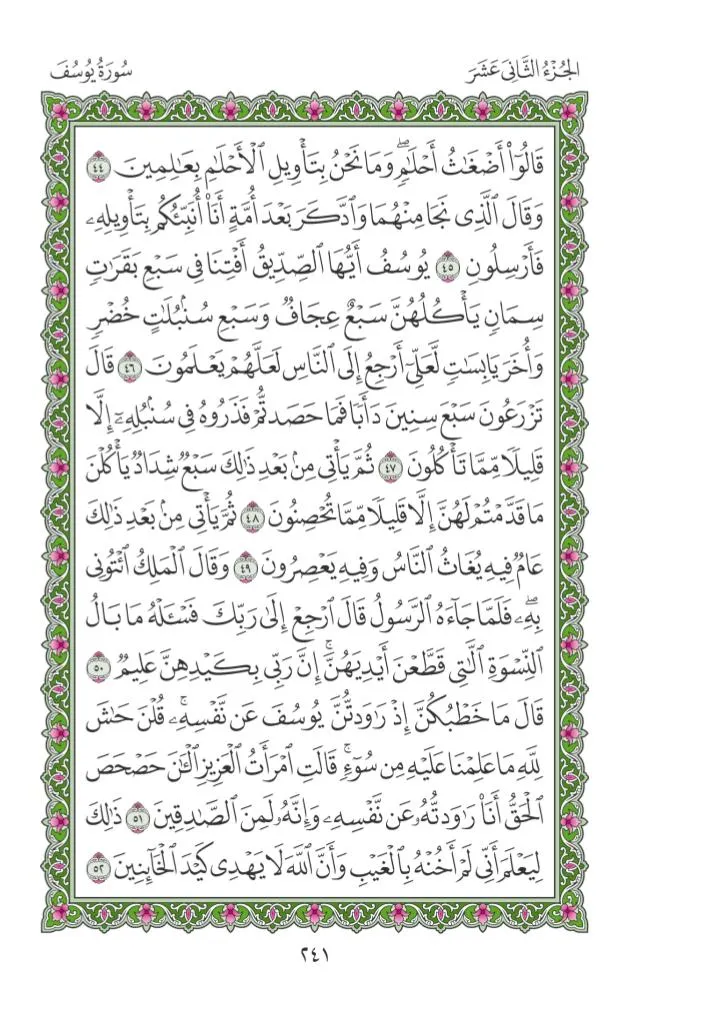 الجُزْءُ الثَّانِي عَشَرَ
سُورَةُ يُوسُفَ
قَالُوٓا۟ أَضْغَـٰثُ أَحْلَـٰمٍۢ ۖ وَمَا نَحْنُ بِتَأْوِيلِ ٱلْأَحْلَـٰمِ بِعَـٰلِمِينَ ٤٤
وَقَالَ ٱلَّذِى نَجَا مِنْهُمَا وَٱدَّكَرَ بَعْدَ أُمَّةٍ أَنَا۠ أُنَبِّئُكُم بِتَأْوِيلِهِۦ
فَأَرْسِلُونِ ٤٥ يُوسُفُ أَيُّهَا ٱلصِّدِّيقُ أَفْتِنَا فِى سَبْعِ بَقَرَٰتٍ
سِمَانٍ يَأْكُلُهُنَّ سَبْعٌ عِجَافٌ وَسَبْعِ سُنۢبُلَـٰتٍ خُضْرٍ
وَأُخَرَ يَابِسَـٰتٍ لَّعَلِّىٓ أَرْجِعُ إِلَى ٱلنَّاسِ لَعَلَّهُمْ يَعْلَمُونَ ٤٦ قَالَ
تَزْرَعُونَ سَبْعَ سِنِينَ دَأَبًا فَمَا حَصَدتُّمْ فَذَرُوهُ فِى سُنۢبُلِهِۦٓ إِلَّا
قَلِيلًا مِّمَّا تَأْكُلُونَ ٤٧ ثُمَّ يَأْتِى مِنۢ بَعْدِ ذَٰلِكَ سَبْعٌ شِدَادٌ يَأْكُلْنَ
مَا قَدَّمْتُمْ لَهُنَّ إِلَّا قَلِيلًا مِّمَّا تُحْصِنُونَ ٤٨ ثُمَّ يَأْتِى مِنۢ بَعْدِ ذَٰلِكَ
عَامٌ فِيهِ يُغَاثُ ٱلنَّاسُ وَفِيهِ يَعْصِرُونَ ٤٩ وَقَالَ ٱلْمَلِكُ ٱئْتُونِى
بِهِۦ ۖ فَلَمَّا جَآءَهُ ٱلرَّسُولُ قَالَ ٱرْجِعْ إِلَىٰ رَبِّكَ فَسْـَٔلْهُ مَا بَالُ
ٱلنِّسْوَةِ ٱلَّـٰتِى قَطَّعْنَ أَيْدِيَهُنَّ ۚ إِنَّ رَبِّى بِكَيْدِهِنَّ عَلِيمٌ ٥٠
قَالَ مَا خَطْبُكُنَّ إِذْ رَٰوَدتُّنَّ يُوسُفَ عَن نَّفْسِهِۦ ۚ قُلْنَ حَـٰشَ
لِلَّهِ مَا عَلِمْنَا عَلَيْهِ مِن سُوٓءٍ ۚ قَالَتِ ٱمْرَأَتُ ٱلْعَزِيزِ ٱلْـَٔـٰنَ حَصْحَصَ
ٱلْحَقُّ أَنَا۠ رَٰوَدتُّهُۥ عَن نَّفْسِهِۦ وَإِنَّهُۥ لَمِنَ ٱلصَّـٰدِقِينَ ٥١ ذَٰلِكَ
لِيَعْلَمَ أَنِّى لَمْ أَخُنْهُ بِٱلْغَيْبِ وَأَنَّ ٱللَّهَ لَا يَهْدِى كَيْدَ ٱلْخَآئِنِينَ ٥٢
٢٤١